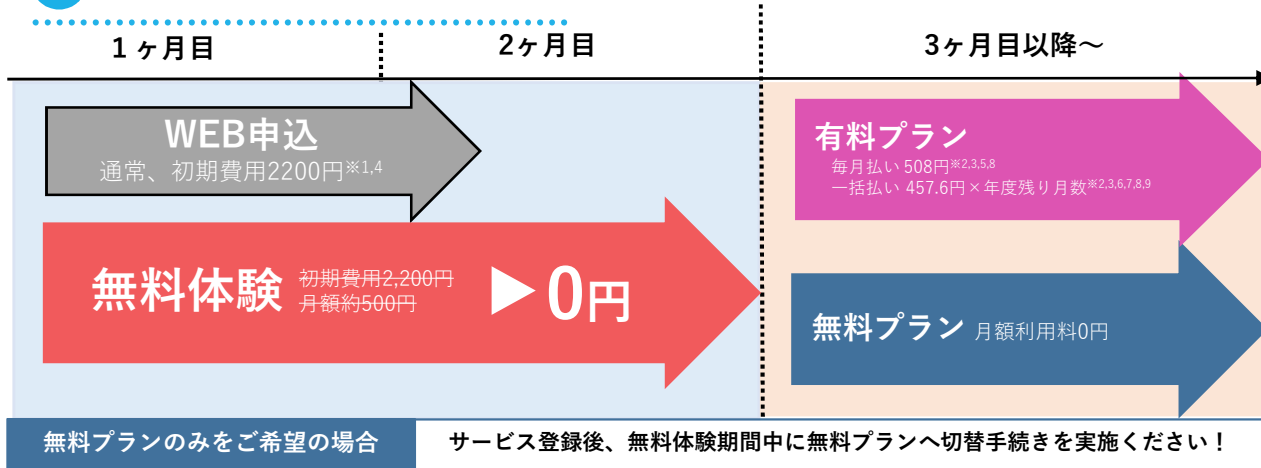 1ヶ月目
2ヶ月目
3ヶ月目以降～
WEB申込
通常、初期費用2200円※1,4
無料体験
初期費用2,200円
月額約500円
▶0円
有料プラン
毎月払い 508円※2,3,5,8
一括払い 457.6円×年度残り月数※2,3,6,7,8,9
無料プラン 月額利用料0円
無料プランのみをご希望の場合
サービス登録後、無料体験期間中に無料プランへ切替手続きを実施ください！